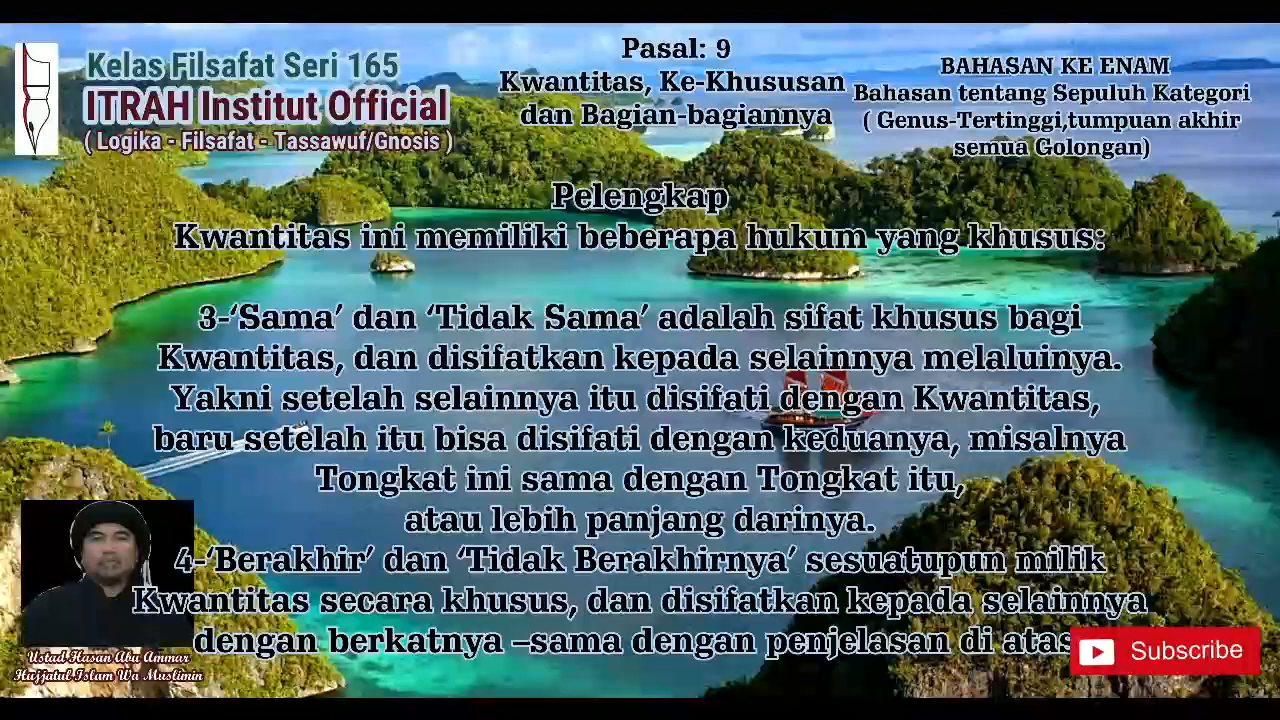 Kelas Filsafat Seri 165
ITRAH Institut Official
( Logika - Filsafat - Tassawuf/Gnosis )
Pasal: 9
Kwantitas, Ke-Khususan
dan Bagian-bagiannya
BAHASAN KE ENAM
Bahasan tentang Sepuluh Kategori
( Genus-Tertinggi,tumpuan akhir
semua Golongan)
Pelengkap
Kwantitas ini memiliki beberapa hukum yang khusus:
3-‘Sama’ dan ‘Tidak Sama’ adalah sifat khusus bagi
Kwantitas, dan disifatkan kepada selainnya melaluinya.
Yakni setelah selainnya itu disifati dengan Kwantitas,
baru setelah itu bisa disifati dengan keduanya, misalnya
Tongkat ini sama dengan Tongkat itu,
atau lebih panjang darinya.
4-‘Berakhir’ dan ‘Tidak Berakhirnya’ sesuatupun milik
Kwantitas secara khusus, dan disifatkan kepada selainnya
dengan berkatnya –sama dengan penjelasan di atas
Ustad Hasan Abu Ammar
Hujjatul Islam Wa Muslimin
Subscribe